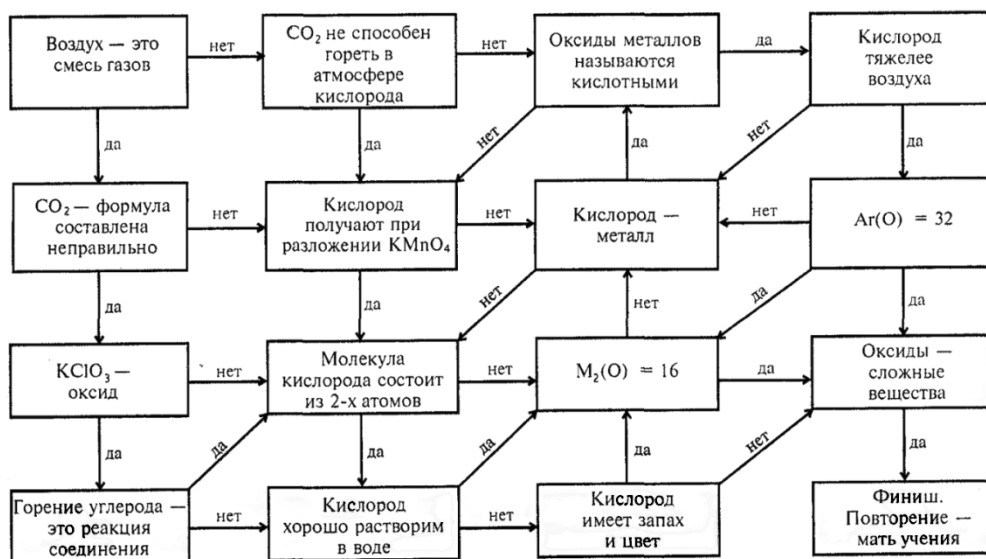 Воздух — это
смесь газов
нет
CO₂ не способен
гореть в
атмосфере
кислорода
нет
Оксиды металлов
называются
кислотными
да
Кислород
тяжелее
воздуха
да
да
нет
да
нет
да
CO₂ — формула
составлена
неправильно
нет
Кислород
получают при
разложении KMnO₄
нет
Кислород —
металл
нет
Ar(O) = 32
да
да
нет
нет
да
да
KClO₃ —
оксид
нет
Молекула
кислорода состоит
из 2-х атомов
нет
M₂(O) = 16
да
Оксиды —
сложные
вещества
да
да
да
да
да
нет
да
Горение углерода —
это реакция
соединения
нет
Кислород
хорошо растворим
в воде
нет
Кислород
имеет запах
и цвет
Финиш.
Повторение —
мать учения